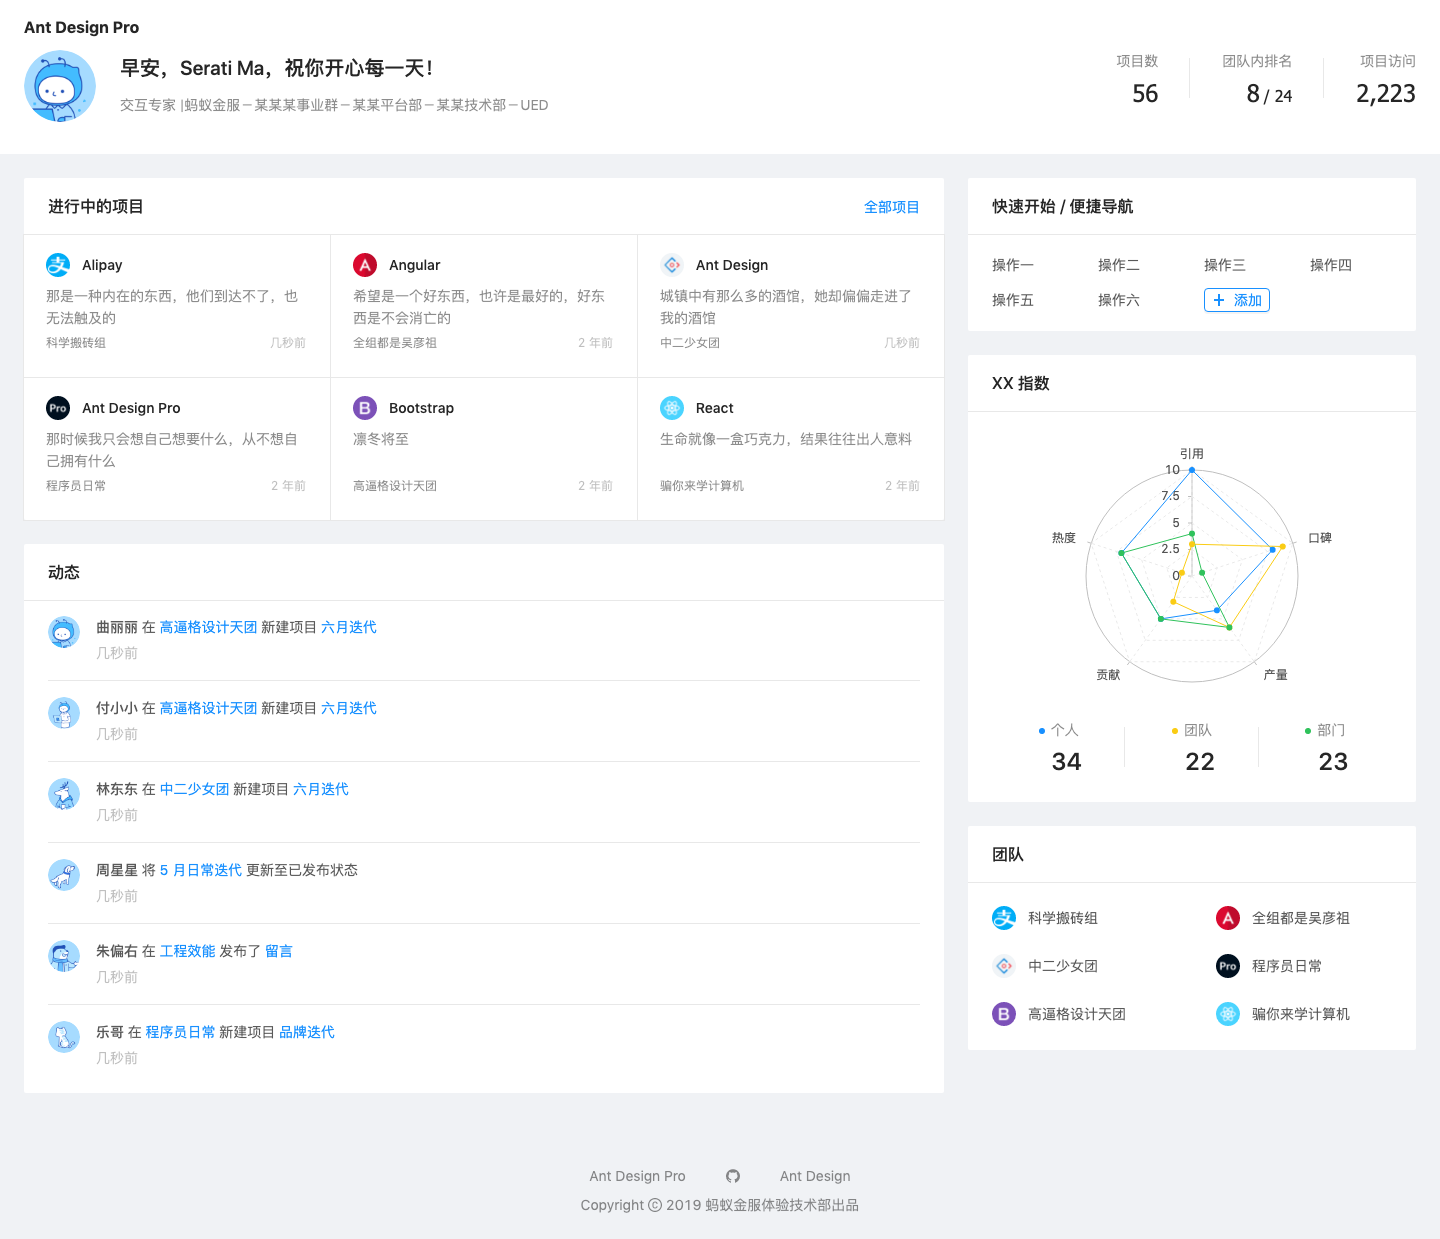 Ant Design Pro
早安，Serati Ma，祝你开心每一天！
交互专家 |蚂蚁金服－某某某事业群－某某平台部－某某技术部－UED
项目数
56
团队内排名
8 / 24
项目访问
2,223
进行中的项目
全部项目
Alipay
那是一种内在的东西，他们到达不了，也
无法触及的
科学搬砖组
几秒前
Angular
希望是一个好东西，也许是最好的，好东
西是不会消亡的
全组都是吴彦祖
2 年前
Ant Design
城镇中有那么多的酒馆，她却偏偏走进了
我的酒馆
中二少女团
几秒前
Pro
Ant Design Pro
那时候我只会想自己想要什么，从不想自
己拥有什么
程序员日常
2 年前
B
Bootstrap
凛冬将至
高逼格设计天团
2 年前
React
生命就像一盒巧克力，结果往往出人意料
骗你来学计算机
2 年前
动态
曲丽丽 在 高逼格设计天团 新建项目 六月迭代
几秒前
付小小 在 高逼格设计天团 新建项目 六月迭代
几秒前
林东东 在 中二少女团 新建项目 六月迭代
几秒前
周星星 将 5 月日常迭代 更新至已发布状态
几秒前
朱偏右 在 工程效能 发布了 留言
几秒前
乐哥 在 程序员日常 新建项目 品牌迭代
几秒前
快速开始 / 便捷导航
操作一 操作二 操作三 操作四
操作五 操作六 + 添加
XX 指数
引用
10
7.5
5
2.5
0
热度
口碑
贡献
产量
个人
34
团队
22
部门
23
团队
科学搬砖组
全组都是吴彦祖
中二少女团
Pro
程序员日常
B
高逼格设计天团
骗你来学计算机
Ant Design Pro
Ant Design
Copyright © 2019 蚂蚁金服体验技术部出品